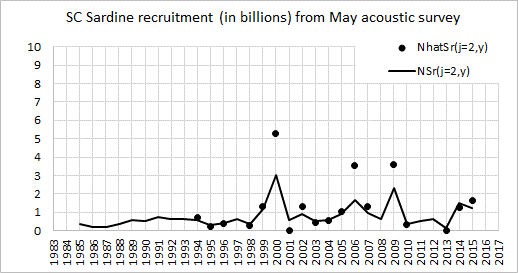 SC Sardine recruitment (in billions) from May acoustic survey
10
9
8
7
6
5
4
3
2
1
0
NhatSr(j=2,y)
NSr(j=2,y)
1983 1984 1985 1986 1987 1988 1989 1990 1991 1992 1993 1994 1995 1996 1997 1998 1999 2000 2001 2002 2003 2004 2005 2006 2007 2008 2009 2010 2011 2012 2013 2014 2015 2016 2017